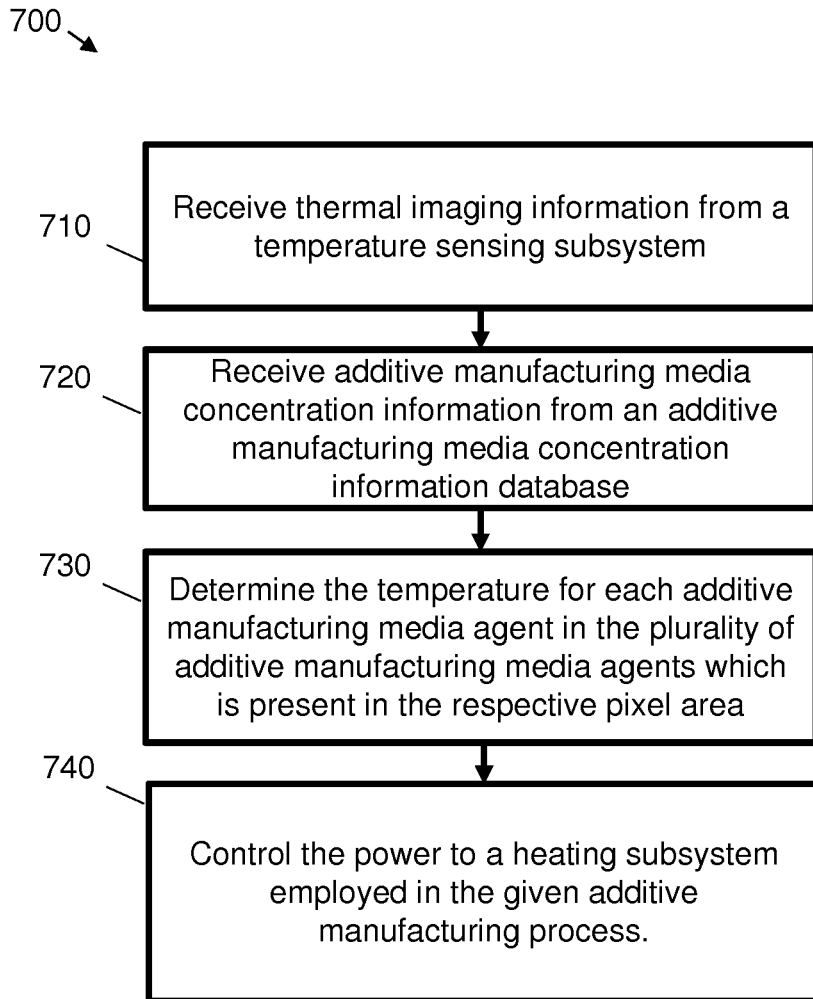 700
710
Receive thermal imaging information from a
temperature sensing subsystem
720
Receive additive manufacturing media
concentration information from an additive
manufacturing media concentration
information database
730
Determine the temperature for each additive
manufacturing media agent in the plurality of
additive manufacturing media agents which
is present in the respective pixel area
740
Control the power to a heating subsystem
employed in the given additive
manufacturing process.